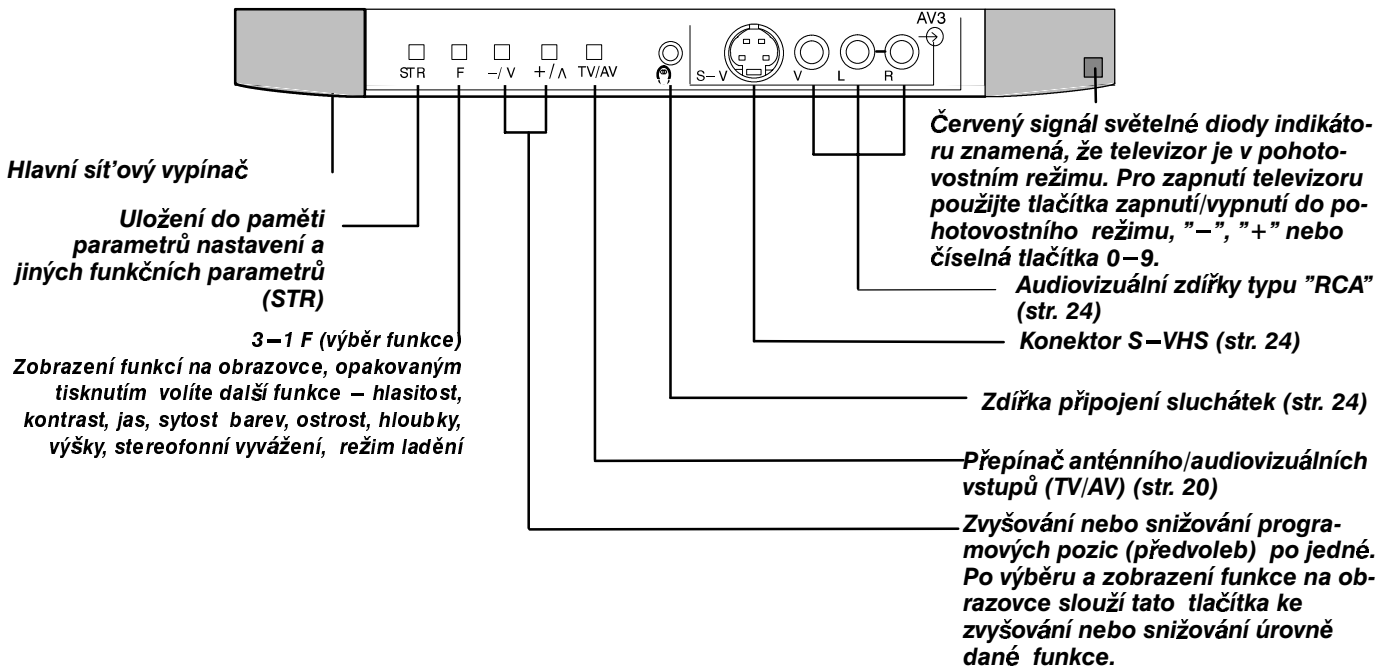 AV3
STR F –/ V +/Λ TV/AV S–V V L R
Hlavní sít'ový vypínač
Uložení do paměti
parametrů nastavení a
jiných funkčních parametrů
(STR)
3–1 F (výběr funkce)
Zobrazení funkcí na obrazovce, opakovaným
tisknutím volíte další funkce – hlasitost,
kontrast, jas, sytost barev, ostrost, hloubky,
výšky, stereofonní vyvážení, režim ladění
Červený signál světelné diody indikáto-
ru znamená, že televizor je v pohoto-
vostním režimu. Pro zapnutí televizoru
použijte tlačítka zapnutí/vypnutí do po-
hotovostního režimu, ”–”, ”+” nebo
číselná tlačítka 0–9.
Audiovizuální zdířky typu ”RCA”
(str. 24)
Konektor S–VHS (str. 24)
Zdířka připojení sluchátek (str. 24)
Přepínač anténního/audiovizuálních
vstupů (TV/AV) (str. 20)
Zvyšování nebo snižování progra-
mových pozic (předvoleb) po jedné.
Po výběru a zobrazení funkce na ob-
razovce slouží tato tlačítka ke
zvyšování nebo snižování úrovně
dané funkce.